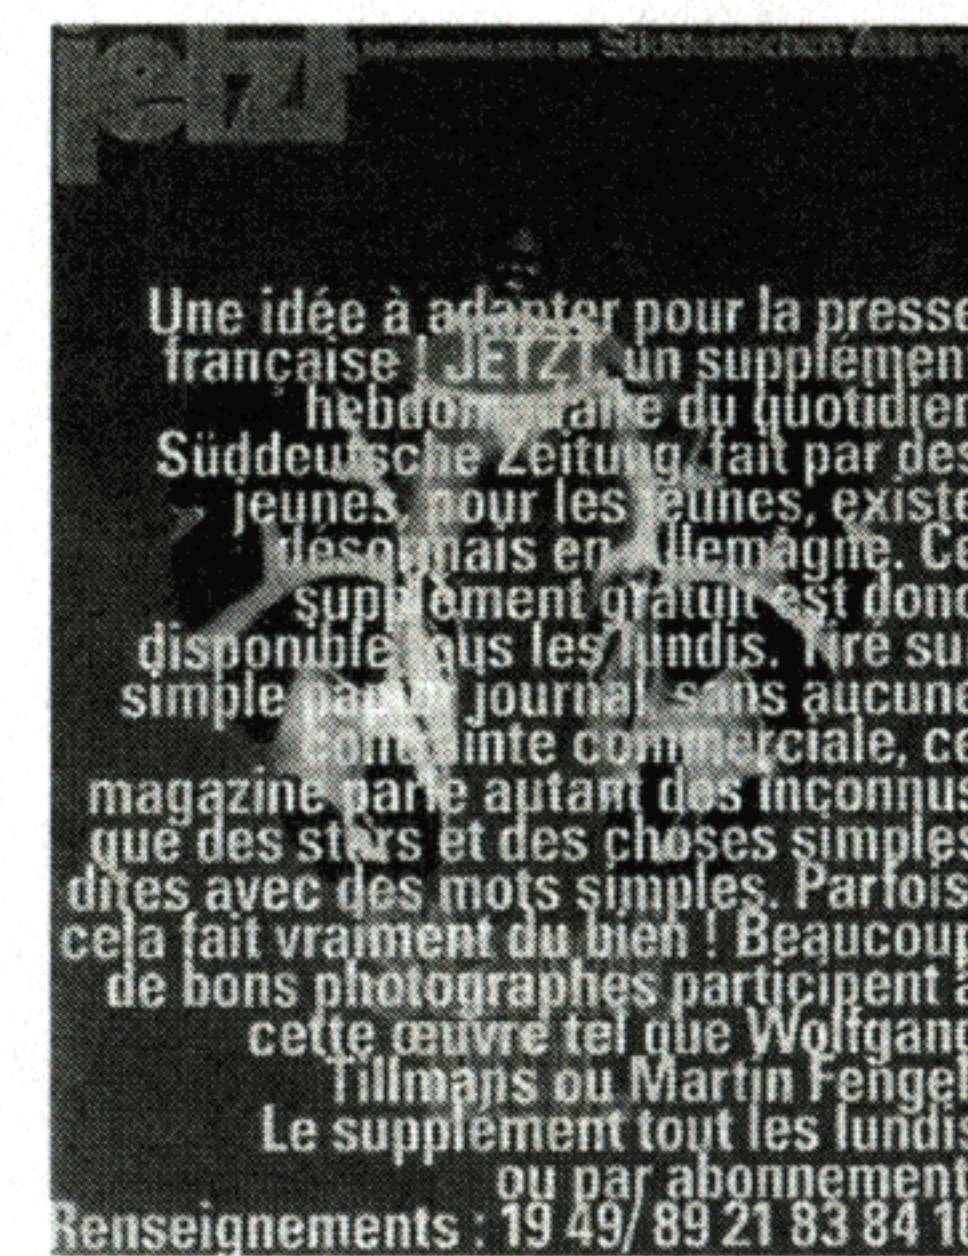 jetzt
Süddeutschen Zeitung
Une idée à adapter pour la presse
française ! JETZT, un supplément
hebdomadaire du quotidien
Süddeutsche Zeitung, fait par des
jeunes, pour les jeunes, existe
désormais en Allemagne. Ce
supplément gratuit est donc
disponible tous les lundis. Tiré sur
simple papier journal, sans aucune
contrainte commerciale, ce
magazine parle autant des inconnus
que des stars et des choses simples
dites avec des mots simples. Parfois,
cela fait vraiment du bien ! Beaucoup
de bons photographes participent à
cette œuvre tel que Wolfgang
Tillmans ou Martin Fengel.
Le supplément tout les lundis
ou par abonnement.
Renseignements : 19 49/ 89 21 83 84 16